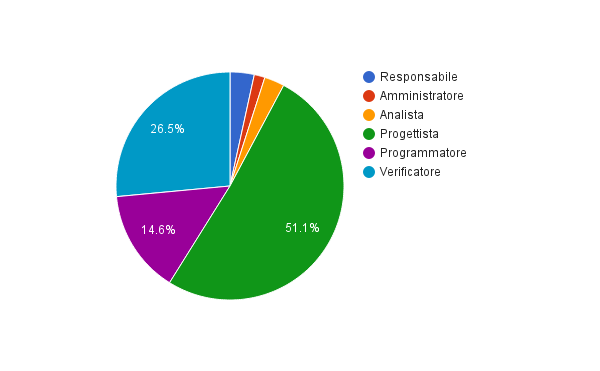 Responsabile
Amministratore
Analista
Progettista
Programmatore
Verificatore
26.5%
14.6%
51.1%